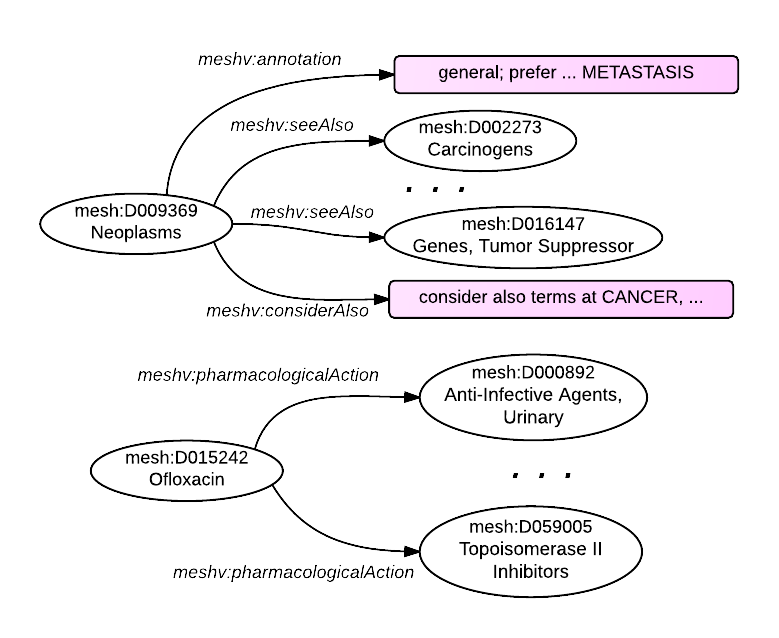 meshv:annotation
general; prefer ... METASTASIS
meshv:seeAlso
mesh:D002273
Carcinogens
. . .
mesh:D009369
Neoplasms
meshv:seeAlso
mesh:D016147
Genes, Tumor Suppressor
meshv:considerAlso
consider also terms at CANCER, ...
meshv:pharmacologicalAction
mesh:D000892
Anti-Infective Agents,
Urinary
mesh:D015242
Ofloxacin
. . .
meshv:pharmacologicalAction
mesh:D059005
Topoisomerase II
Inhibitors